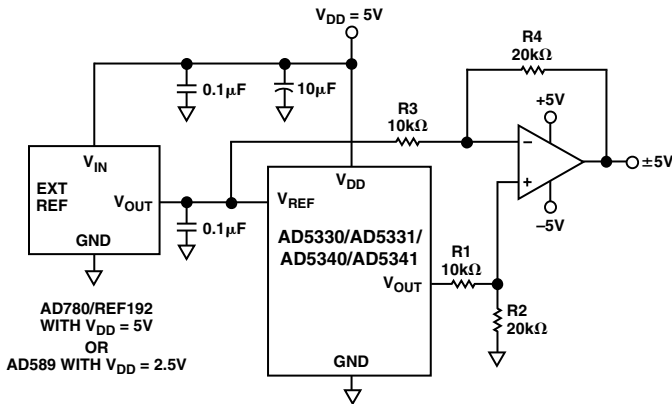 V_DD = 5V
R4
20kΩ
0.1µF
10µF
R3
10kΩ
+5V
−
+
±5V
–5V
V_IN
EXT
REF
V_OUT
GND
0.1µF
V_DD
V_REF
AD5330/AD5331/
AD5340/AD5341
V_OUT
GND
R1
10kΩ
R2
20kΩ
AD780/REF192
WITH V_DD = 5V
OR
AD589 WITH V_DD = 2.5V